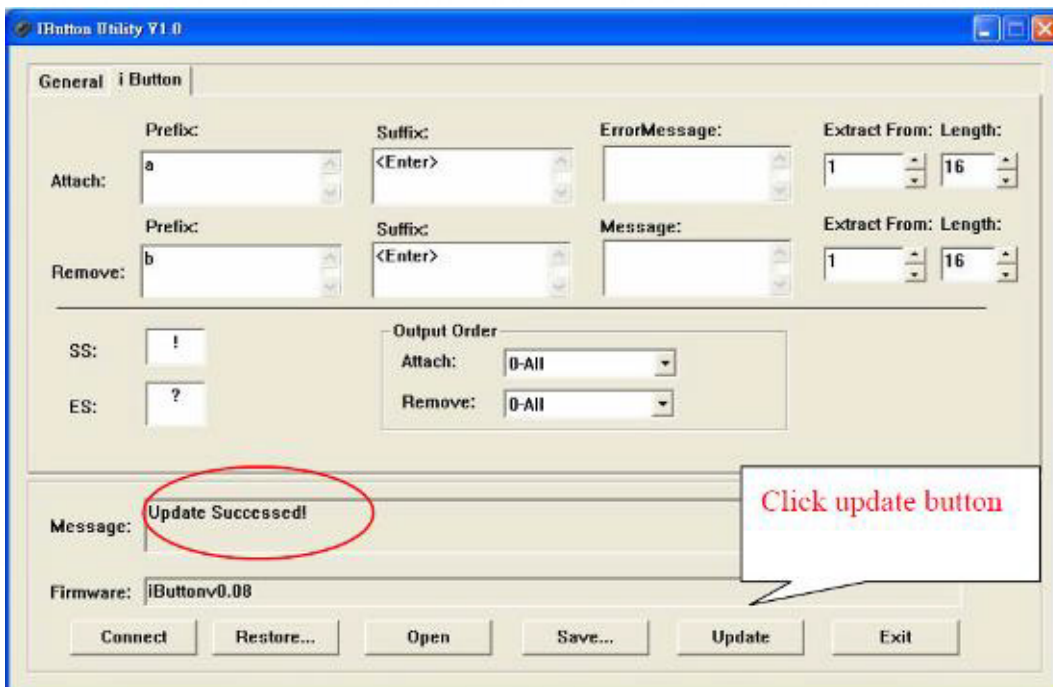 IButton Utility V1.0
General i Button
Prefix: Suffix: ErrorMessage: Extract From: Length:
Attach: a <Enter> 1 16
Prefix: Suffix: Message: Extract From: Length:
Remove: b <Enter> 1 16
SS: !
ES: ?
Output Order
Attach: 0-All
Remove: 0-All
Click update button
Message: Update Successed!
Firmware: iButtonv0.08
Connect Restore... Open Save... Update Exit